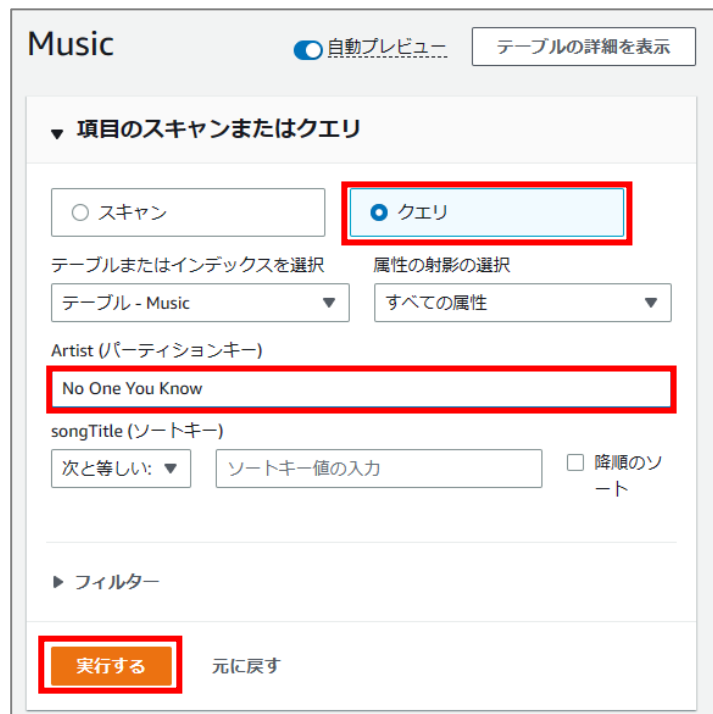 Music
自動プレビュー
テーブルの詳細を表示
項目のスキャンまたはクエリ
スキャン
クエリ
テーブルまたはインデックスを選択
属性の射影の選択
テーブル - Music
すべての属性
Artist (パーティションキー)
No One You Know
songTitle (ソートキー)
次と等しい:
ソートキー値の入力
降順のソ
ート
フィルター
実行する
元に戻す